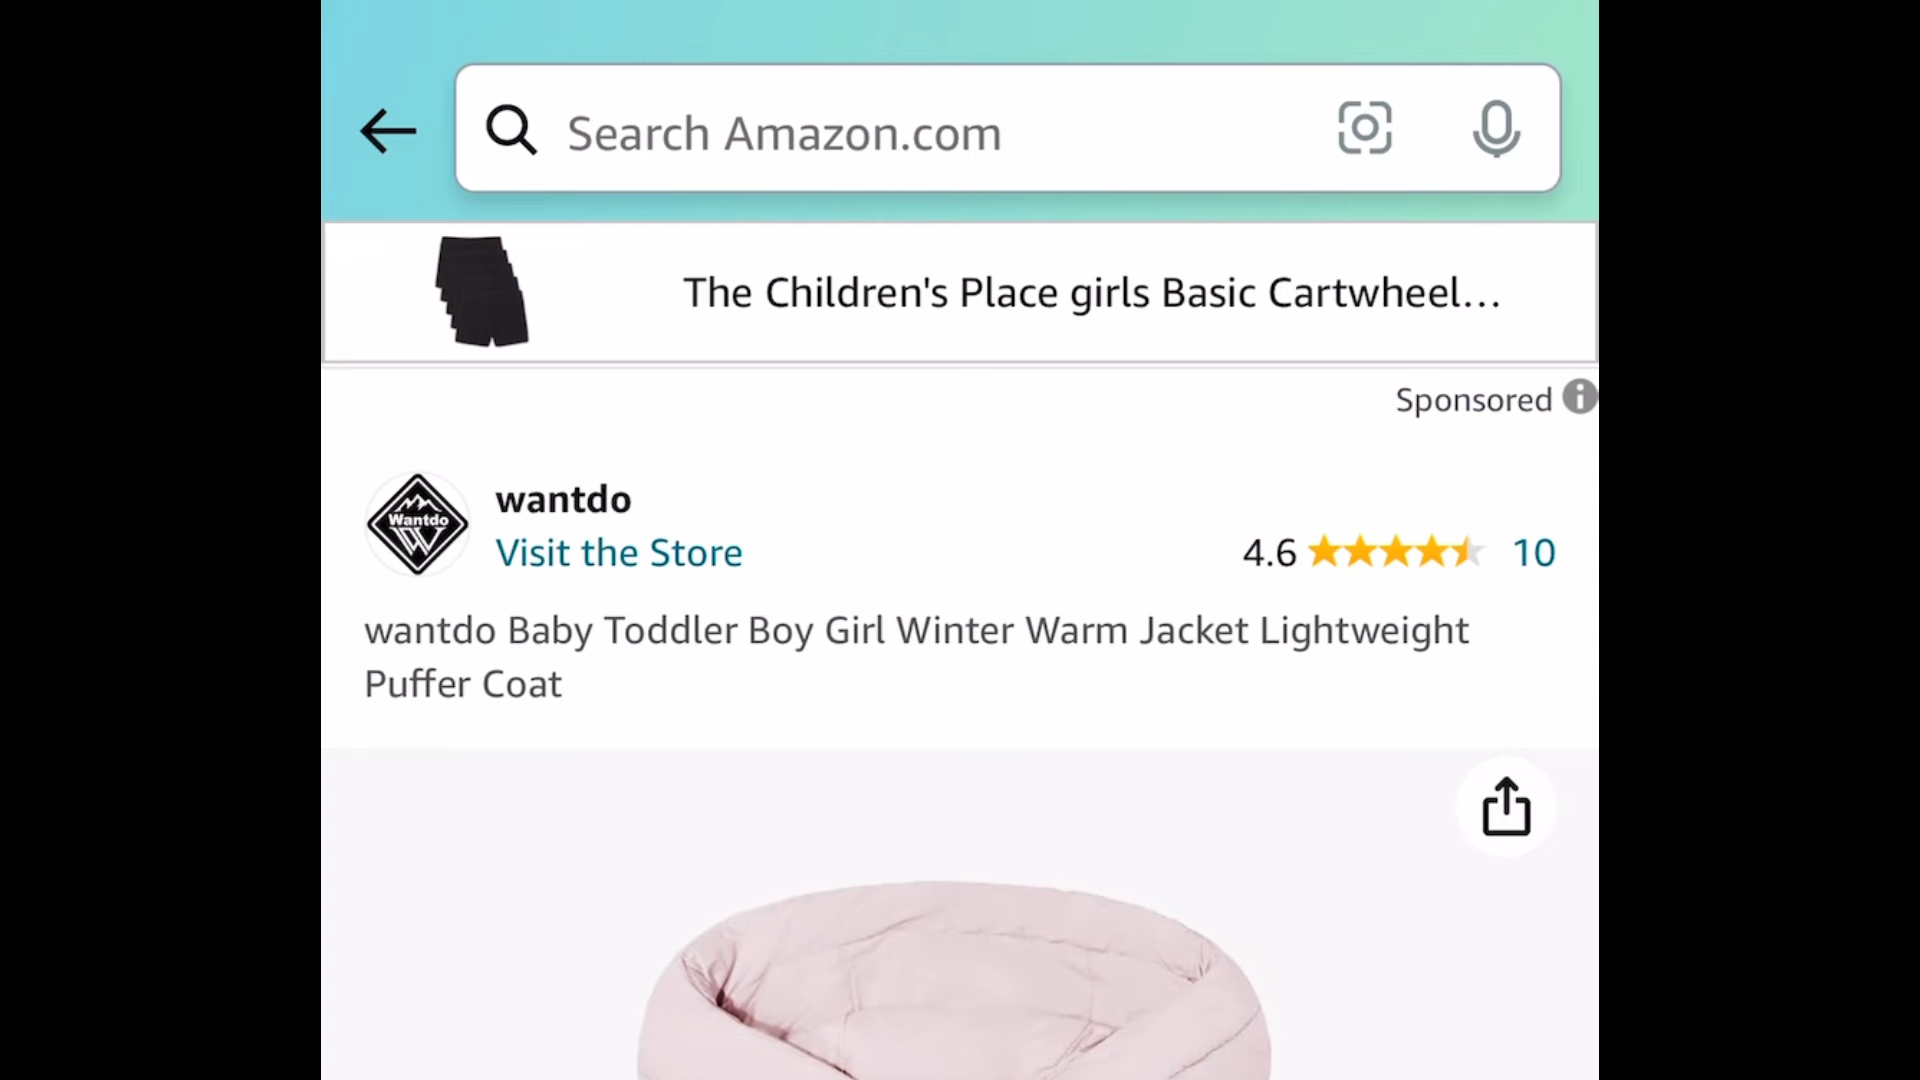 Search Amazon.com
The Children's Place girls Basic Cartwheel...
Sponsored
Wantdo
wantdo
Visit the Store
4.6 10
wantdo Baby Toddler Boy Girl Winter Warm Jacket Lightweight
Puffer Coat